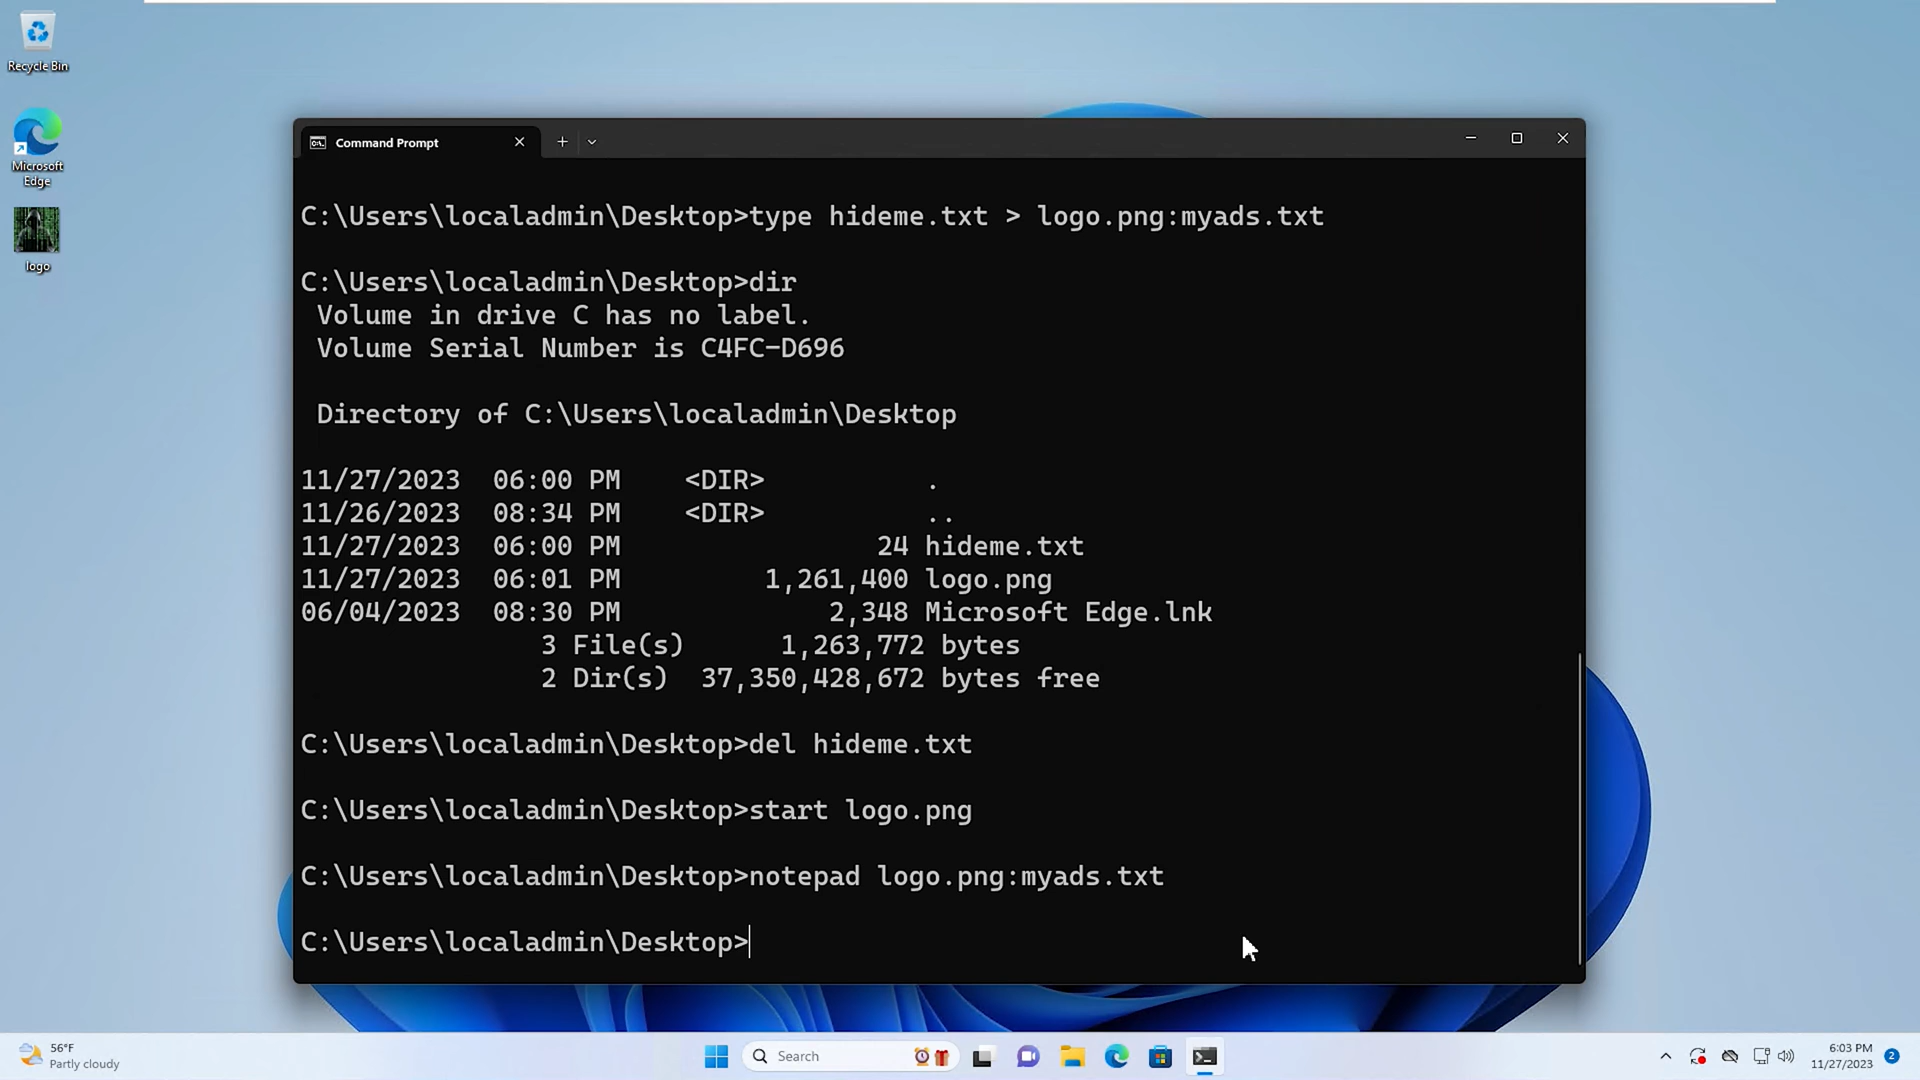 Recycle Bin
Microsoft
Edge
logo
Command Prompt
C:\Users\localadmin\Desktop>type hideme.txt > logo.png:myads.txt
C:\Users\localadmin\Desktop>dir
Volume in drive C has no label.
Volume Serial Number is C4FC-D696
Directory of C:\Users\localadmin\Desktop
11/27/2023  06:00 PM    <DIR>          .
11/26/2023  08:34 PM    <DIR>          ..
11/27/2023  06:00 PM                24 hideme.txt
11/27/2023  06:01 PM         1,261,400 logo.png
06/04/2023  08:30 PM             2,348 Microsoft Edge.lnk
3 File(s)      1,263,772 bytes
2 Dir(s)  37,350,428,672 bytes free
C:\Users\localadmin\Desktop>del hideme.txt
C:\Users\localadmin\Desktop>start logo.png
C:\Users\localadmin\Desktop>notepad logo.png:myads.txt
C:\Users\localadmin\Desktop>
56°F
Partly cloudy
Search
6:03 PM
11/27/2023
2